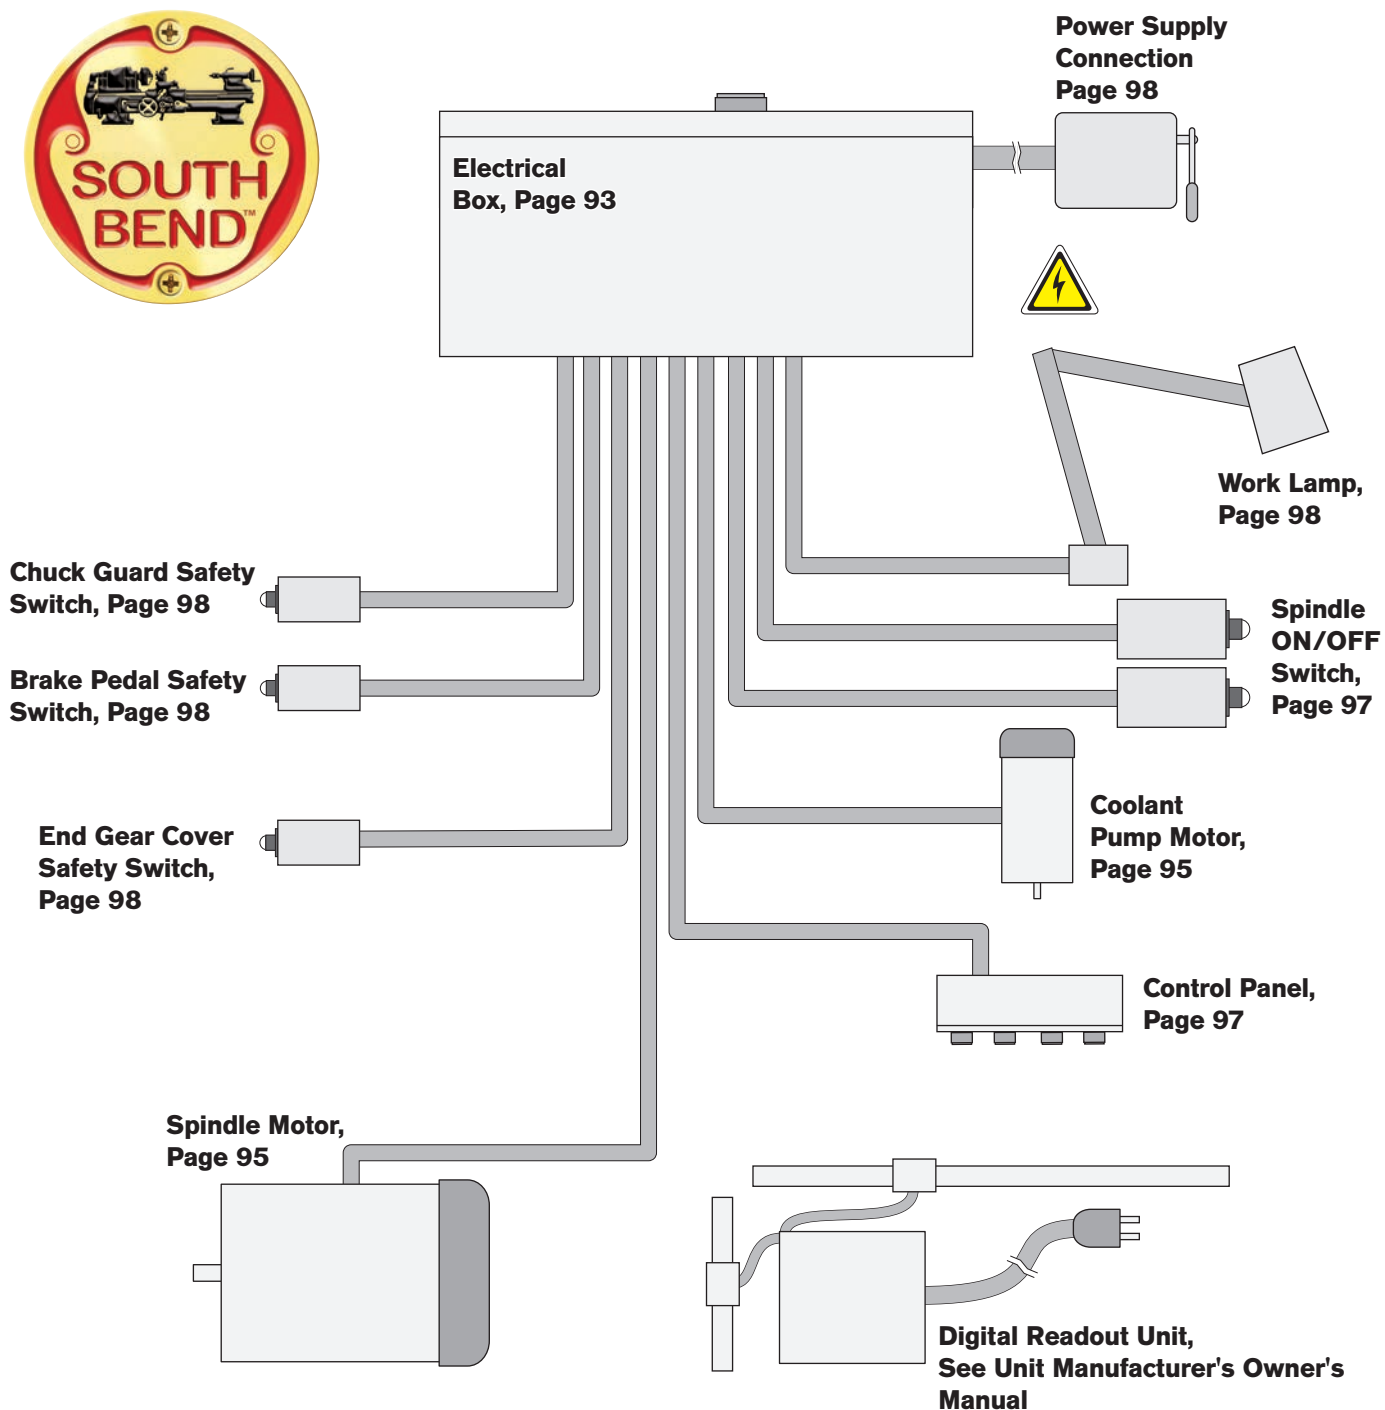 SOUTH
BEND™
Power Supply
Connection
Page 98
Electrical
Box, Page 93
Work Lamp,
Page 98
Chuck Guard Safety
Switch, Page 98
Spindle
ON/OFF
Switch,
Page 97
Brake Pedal Safety
Switch, Page 98
Coolant
Pump Motor,
Page 95
End Gear Cover
Safety Switch,
Page 98
Control Panel,
Page 97
Spindle Motor,
Page 95
Digital Readout Unit,
See Unit Manufacturer's Owner's
Manual